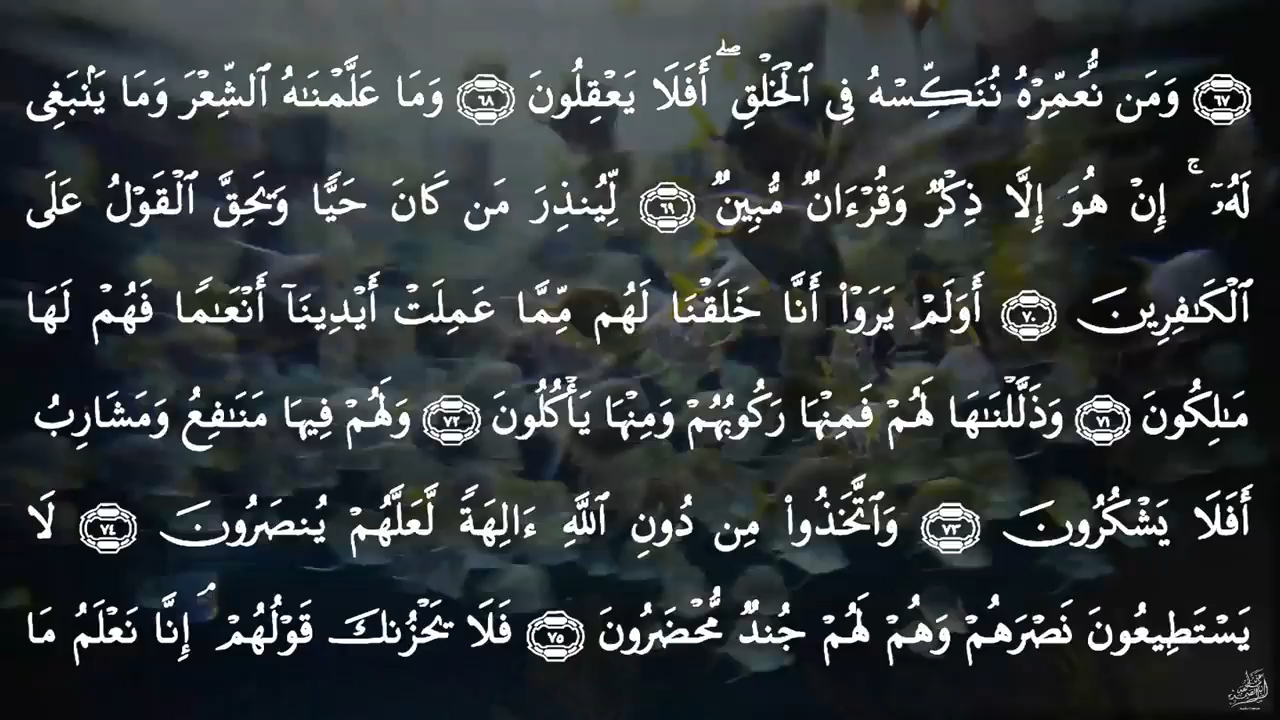 ٦٧ وَمَن نُّعَمِّرْهُ نُنَكِّسْهُ فِى ٱلْخَلْقِ ۖ أَفَلَا يَعْقِلُونَ ٦٨ وَمَا عَلَّمْنَـٰهُ ٱلشِّعْرَ وَمَا يَنۢبَغِى
لَهُۥٓ ۚ إِنْ هُوَ إِلَّا ذِكْرٌ وَقُرْءَانٌ مُّبِينٌ ٦٩ لِّيُنذِرَ مَن كَانَ حَيًّا وَيَحِقَّ ٱلْقَوْلُ عَلَى
ٱلْكَـٰفِرِينَ ٧٠ أَوَلَمْ يَرَوْا۟ أَنَّا خَلَقْنَا لَهُم مِّمَّا عَمِلَتْ أَيْدِينَآ أَنْعَـٰمًا فَهُمْ لَهَا
مَـٰلِكُونَ ٧١ وَذَلَّلْنَـٰهَا لَهُمْ فَمِنْهَا رَكُوبُهُمْ وَمِنْهَا يَأْكُلُونَ ٧٢ وَلَهُمْ فِيهَا مَنَـٰفِعُ وَمَشَارِبُ
أَفَلَا يَشْكُرُونَ ٧٣ وَٱتَّخَذُوا۟ مِن دُونِ ٱللَّهِ ءَالِهَةً لَّعَلَّهُمْ يُنصَرُونَ ٧٤ لَا
يَسْتَطِيعُونَ نَصْرَهُمْ وَهُمْ لَهُمْ جُندٌ مُّحْضَرُونَ ٧٥ فَلَا يَحْزُنكَ قَوْلُهُمْ ۘ إِنَّا نَعْلَمُ مَا